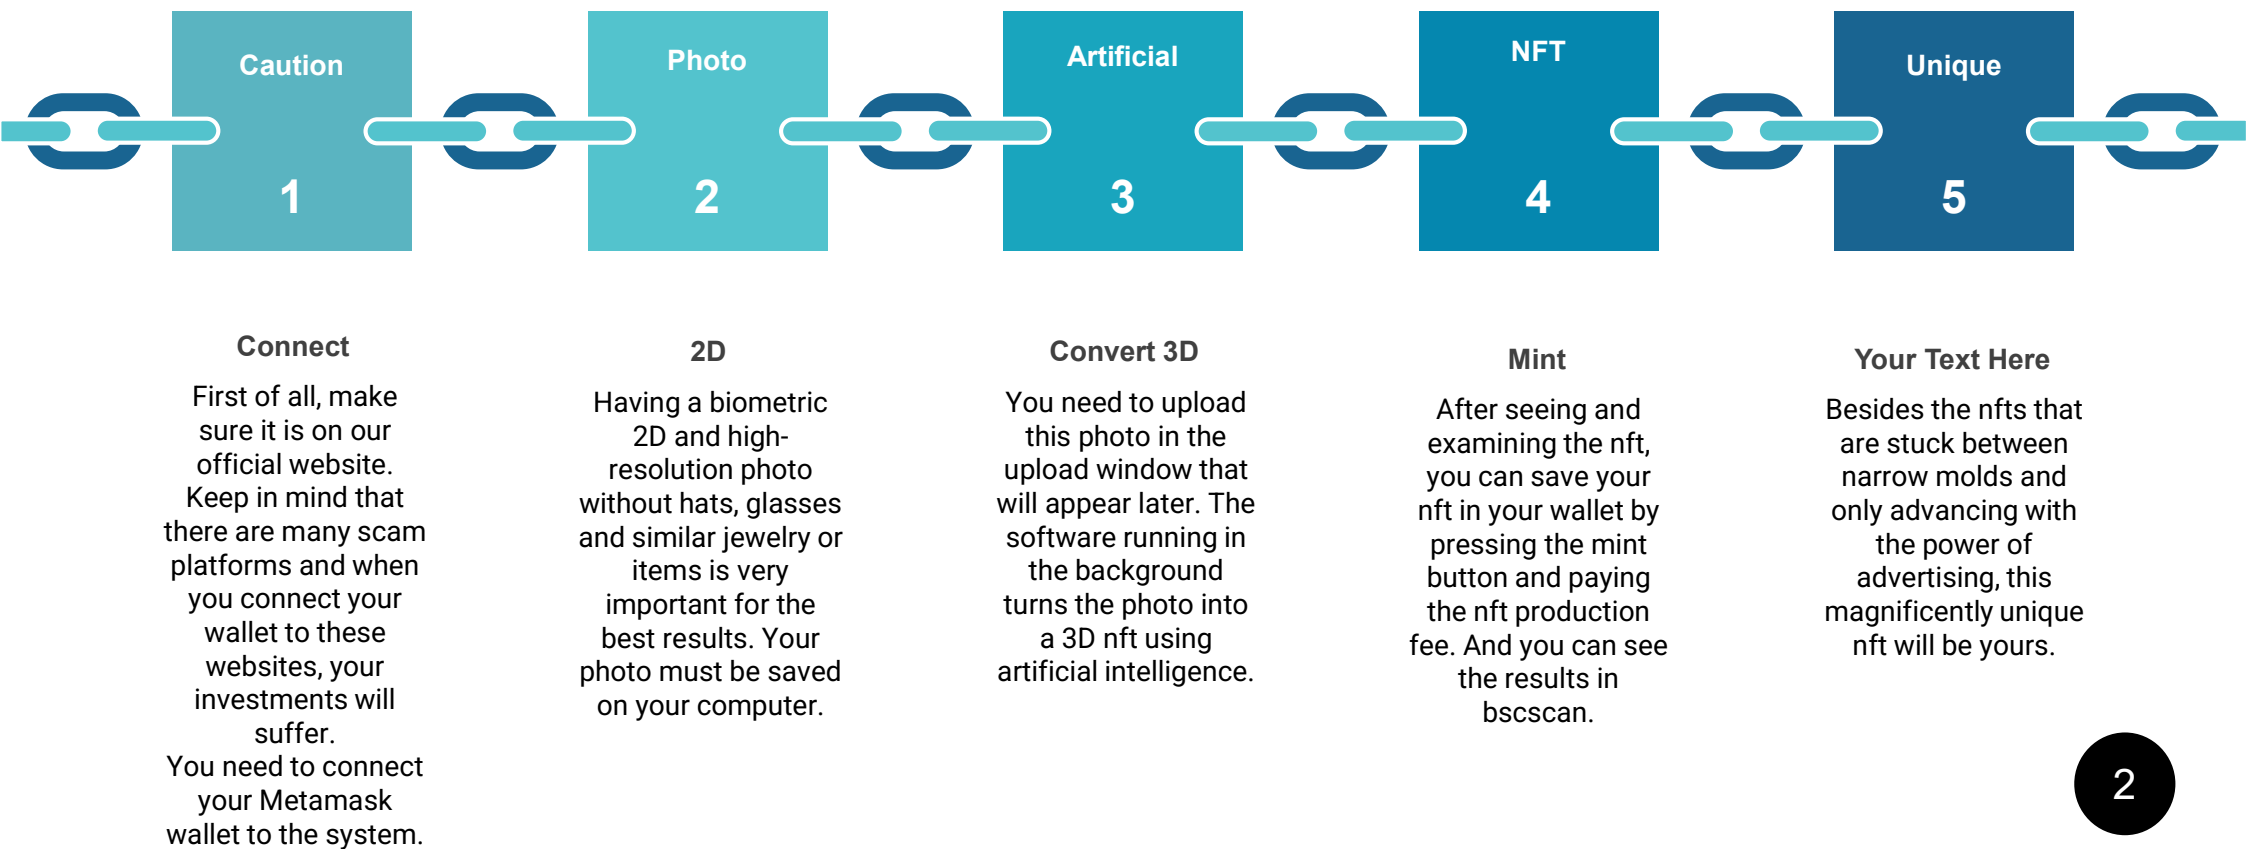 Caution
1
Photo
2
Artificial
3
NFT
4
Unique
5
Connect
First of all, make
sure it is on our
official website.
Keep in mind that
there are many scam
platforms and when
you connect your
wallet to these
websites, your
investments will
suffer.
You need to connect
your Metamask
wallet to the system.
2D
Having a biometric
2D and high-
resolution photo
without hats, glasses
and similar jewelry or
items is very
important for the
best results. Your
photo must be saved
on your computer.
Convert 3D
You need to upload
this photo in the
upload window that
will appear later. The
software running in
the background
turns the photo into
a 3D nft using
artificial intelligence.
Mint
After seeing and
examining the nft,
you can save your
nft in your wallet by
pressing the mint
button and paying
the nft production
fee. And you can see
the results in
bscscan.
Your Text Here
Besides the nfts that
are stuck between
narrow molds and
only advancing with
the power of
advertising, this
magnificently unique
nft will be yours.
2